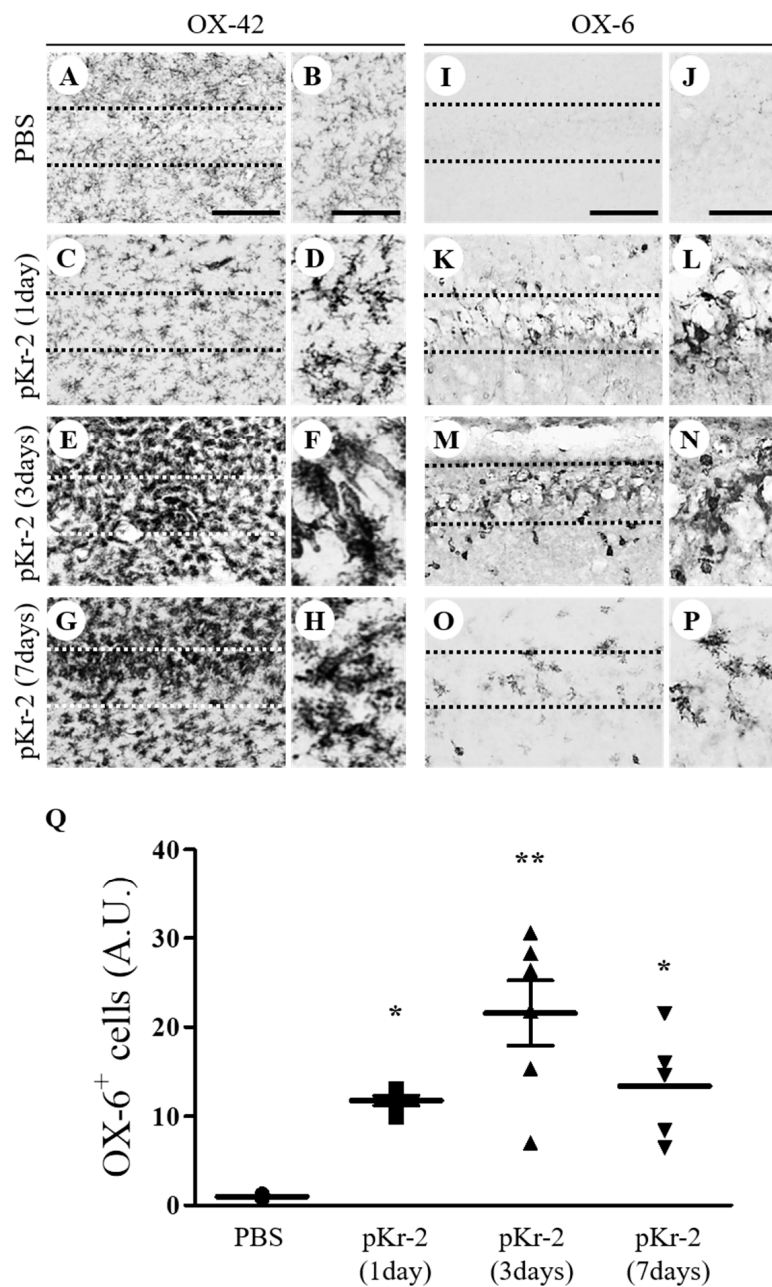 OX-42 OX-6
PBS
A B I J
pKr-2 (1day)
C D K L
pKr-2 (3days)
E F M N
pKr-2 (7days)
G H O P
Q
OX-6+ cells (A.U.)
40
30
20
10
0
*
**
*
PBS pKr-2 pKr-2 pKr-2
(1day) (3days) (7days)